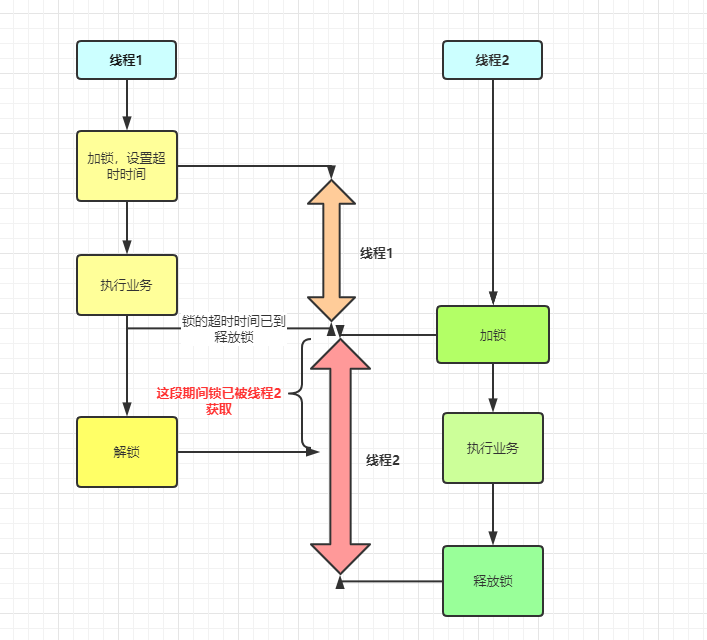 线程1
线程2
加锁，设置超
时时间
线程1
执行业务
锁的超时时间已到
释放锁
加锁
这段期间锁已被线程2
获取
解锁
线程2
执行业务
释放锁